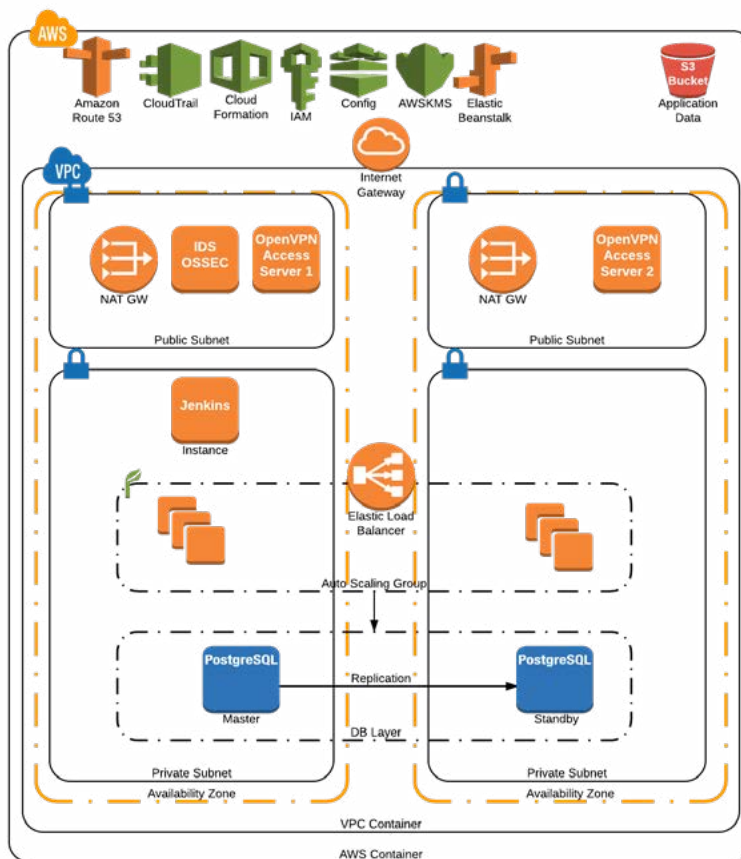 AWS
Amazon
Route 53
CloudTrail
Cloud
Formation
IAM
Config
AWSKMS
Elastic
Beanstalk
S3
Bucket
Application
Data
Internet
Gateway
VPC
NAT GW
IDS
OSSEC
OpenVPN
Access
Server 1
Public Subnet
NAT GW
OpenVPN
Access
Server 2
Public Subnet
Jenkins
Instance
Elastic Load
Balancer
Auto Scaling Group
PostgreSQL
Master
Replication
PostgreSQL
Standby
DB Layer
Private Subnet
Private Subnet
Availability Zone
Availability Zone
VPC Container
AWS Container